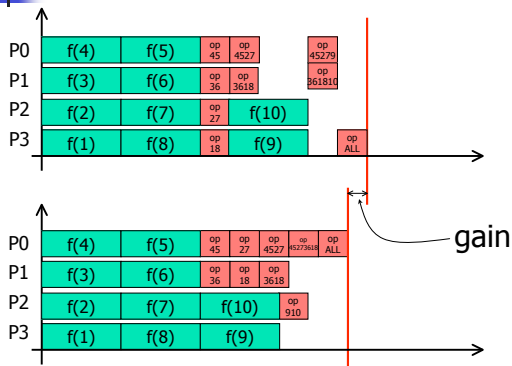 P0 f(4) f(5) op 45 op 4527 op 45279
P1 f(3) f(6) op 36 op 3618 op 361810
P2 f(2) f(7) op 27 f(10)
P3 f(1) f(8) op 18 f(9) op ALL
gain
P0 f(4) f(5) op 45 op 27 op 4527 op 45273618 op ALL
P1 f(3) f(6) op 36 op 18 op 3618
P2 f(2) f(7) f(10) op 910
P3 f(1) f(8) f(9)